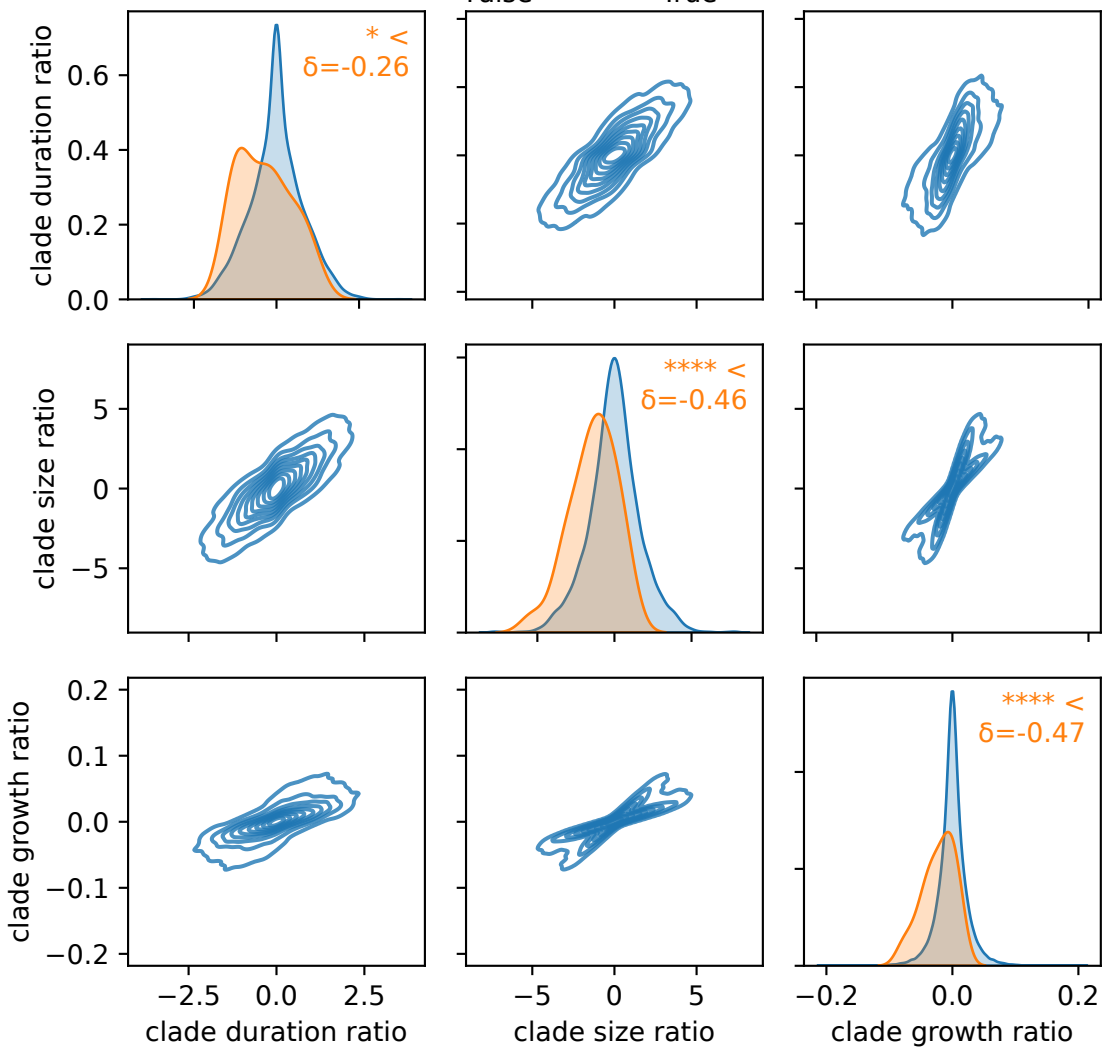 True
* <
δ=-0.26
clade duration ratio
0.6
0.4
0.2
0.0
**** <
δ=-0.46
clade size ratio
5
0
−5
**** <
δ=-0.47
clade growth ratio
0.2
0.1
0.0
−0.1
−0.2
−2.5 0.0 2.5
−5 0 5
−0.2 0.0 0.2
clade duration ratio
clade size ratio
clade growth ratio